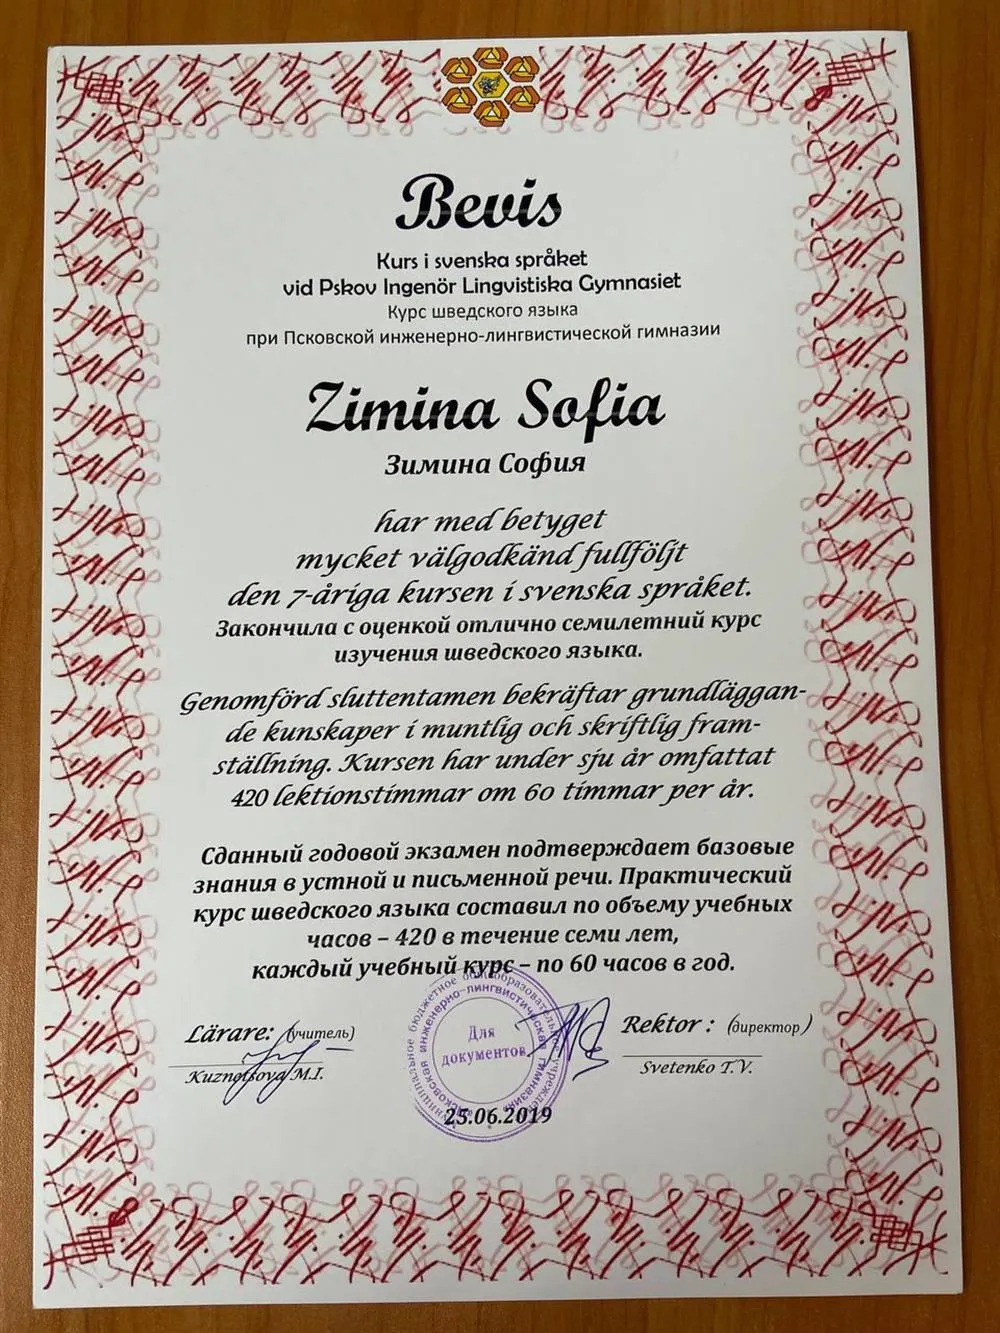 Bevis
Kurs i svenska språket
vid Pskov Ingenör Lingvistiska Gymnasiet
Курс шведского языка
при Псковской инженерно-лингвистической гимназии
Zimina Sofia
Зимина София
har med betyget
mycket välgodkänd fullföljt
den 7-åriga kursen i svenska språket.
Закончила с оценкой отлично семилетний курс
изучения шведского языка.
Genomförd sluttentamen bekräftar grundläggan-
de kunskaper i muntlig och skriftlig fram-
ställning. Kursen har under sju år omfattat
420 lektionstimmar om 60 timmar per år.
Сданный годовой экзамен подтверждает базовые
знания в устной и письменной речи. Практический
курс шведского языка составил по объему учебных
часов – 420 в течение семи лет,
каждый учебный курс – по 60 часов в год.
Lärare: (учитель)
Kuznetsova M.I.
Для
документов
Rektor : (директор)
Svetenko T.V.
25.06.2019